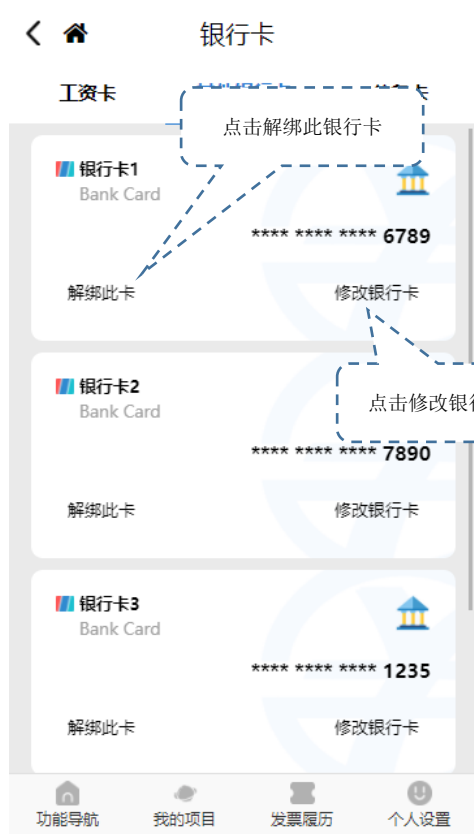 银行卡
工资卡
点击解绑此银行卡
银行卡1
Bank Card
**** **** **** 6789
解绑此卡
修改银行卡
点击修改银
银行卡2
Bank Card
**** **** **** 7890
解绑此卡
修改银行卡
银行卡3
Bank Card
**** **** **** 1235
解绑此卡
修改银行卡
功能导航
我的项目
发票履历
个人设置